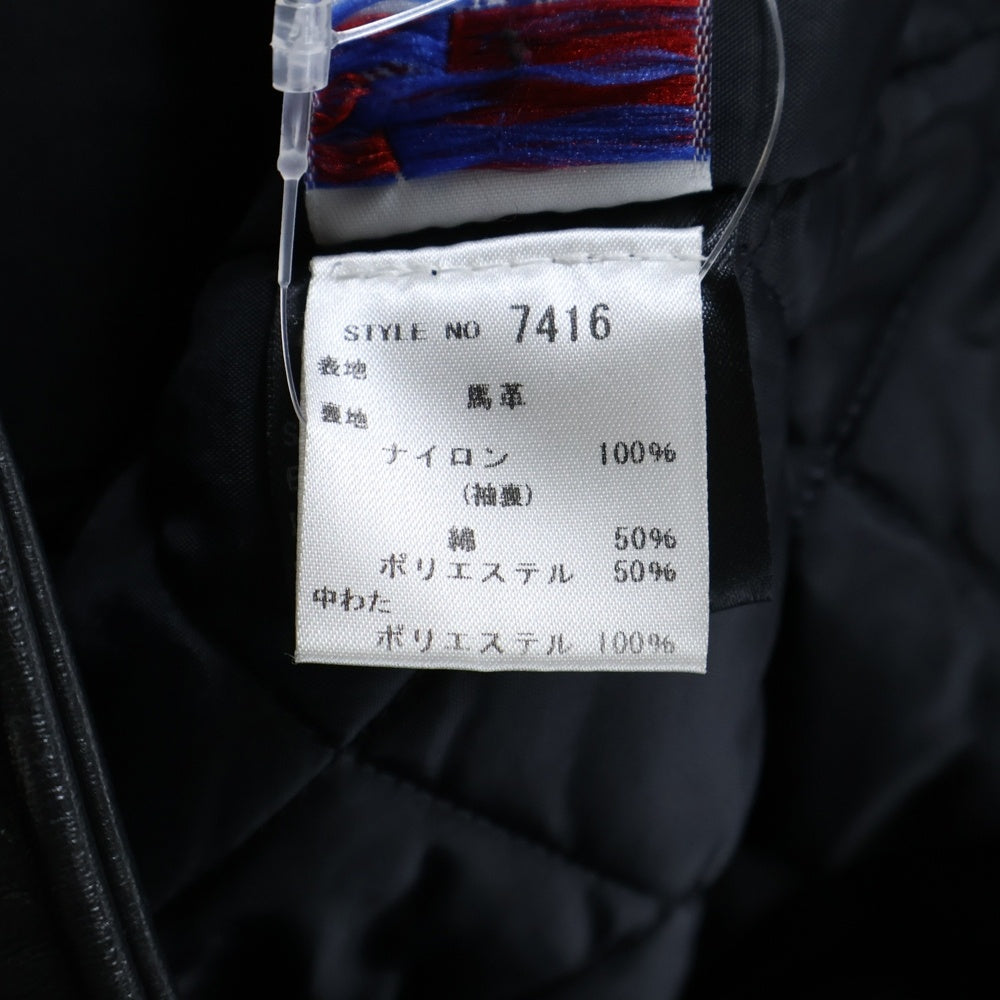 STYLE NO 7416
表地
馬革
裏地
ナイロン 100%
(袖裏)
綿 50%
ポリエステル 50%
中わた
ポリエステル 100%